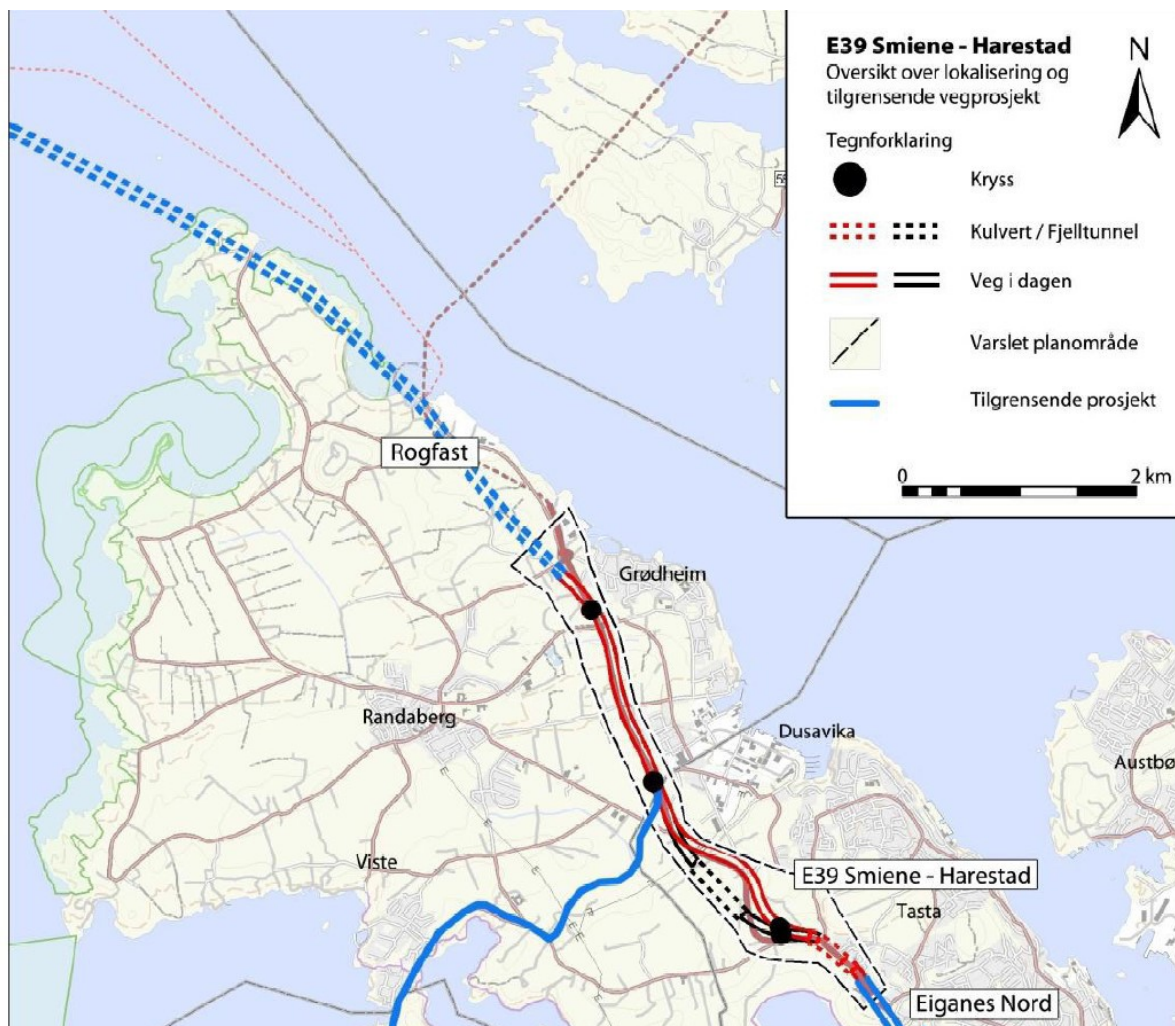 E39 Smiene - Harestad
Oversikt over lokalisering og
tilgrensende vegprosjekt
N
Tegnforklaring
Kryss
Kulvert / Fjelltunnel
Veg i dagen
Varslet planområde
Tilgrensende prosjekt
0 2 km
Rogfast
Grødheim
Randaberg
Dusavika
Austbø
Viste
E39 Smiene - Harestad
Tasta
Eiganes Nord